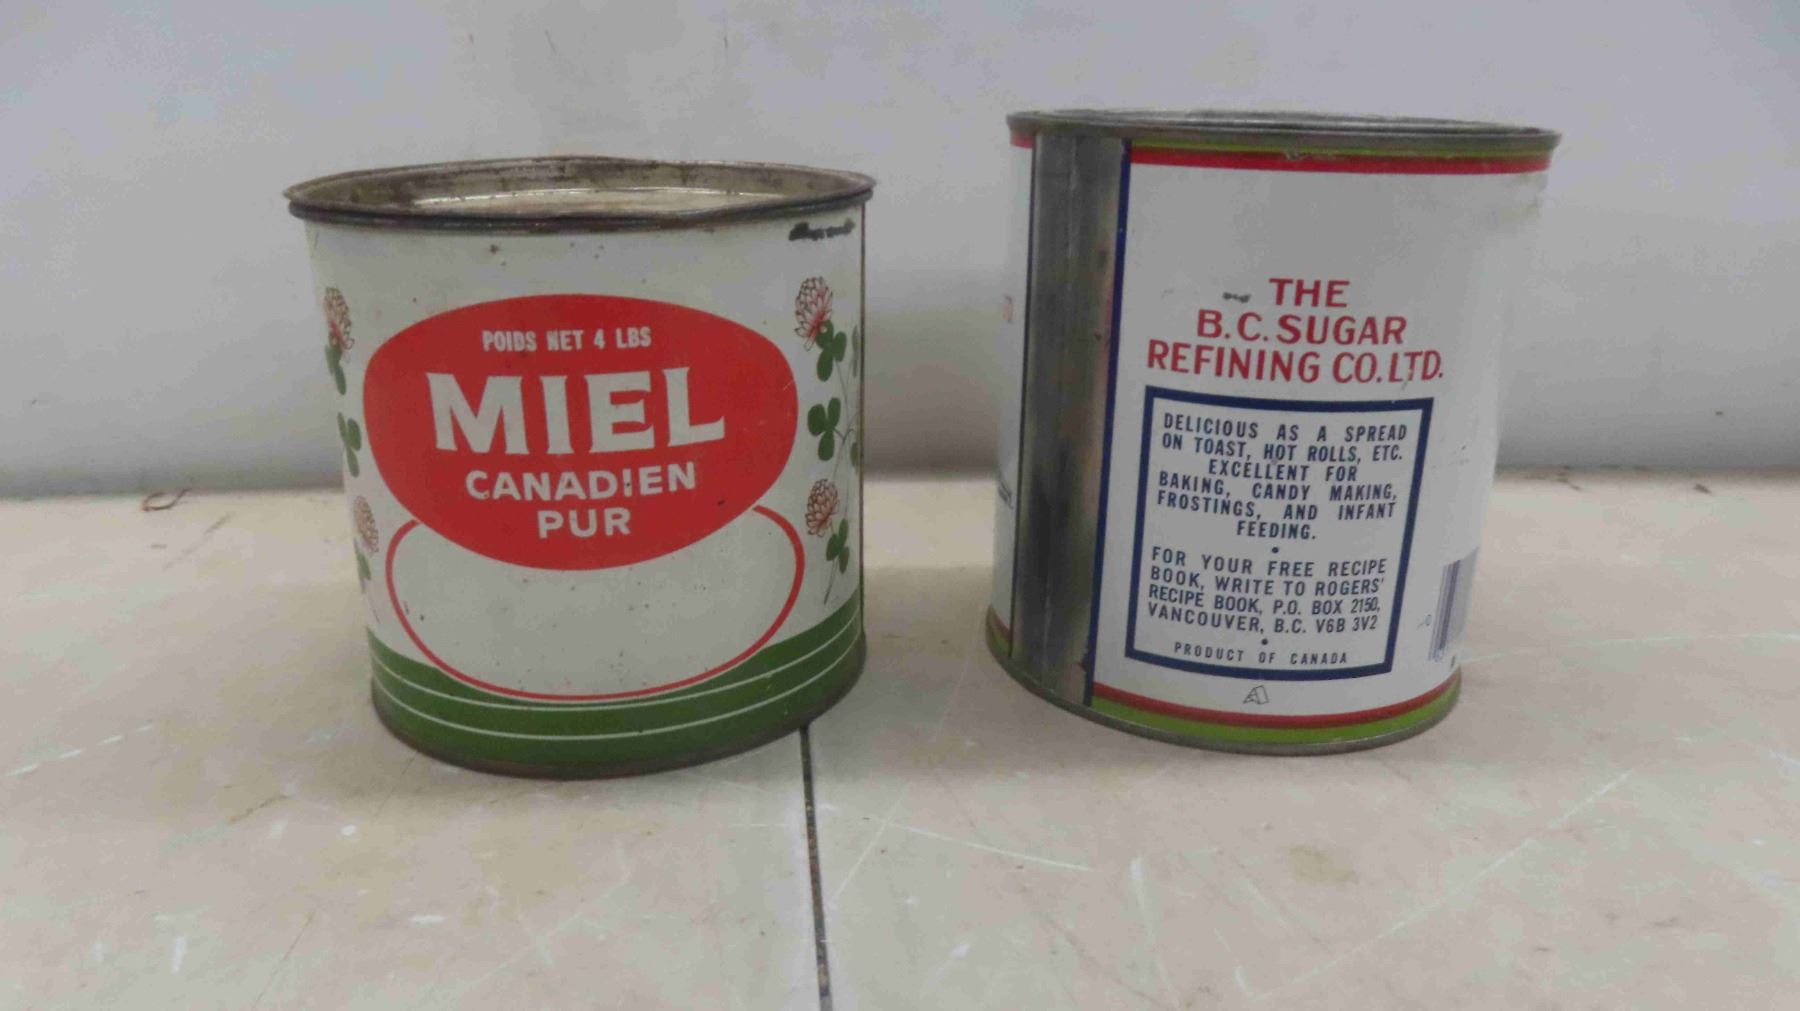 POIDS NET 4 LBS
MIEL
CANADIEN
PUR
THE
B.C. SUGAR
REFINING CO. LTD.
DELICIOUS AS A SPREAD
ON TOAST, HOT ROLLS, ETC.
EXCELLENT FOR
BAKING, CANDY MAKING,
FROSTINGS, AND INFANT
FEEDING.
•
FOR YOUR FREE RECIPE
BOOK, WRITE TO ROGERS'
RECIPE BOOK, P.O. BOX 2150,
VANCOUVER, B.C. V6B 3V2
•
PRODUCT OF CANADA